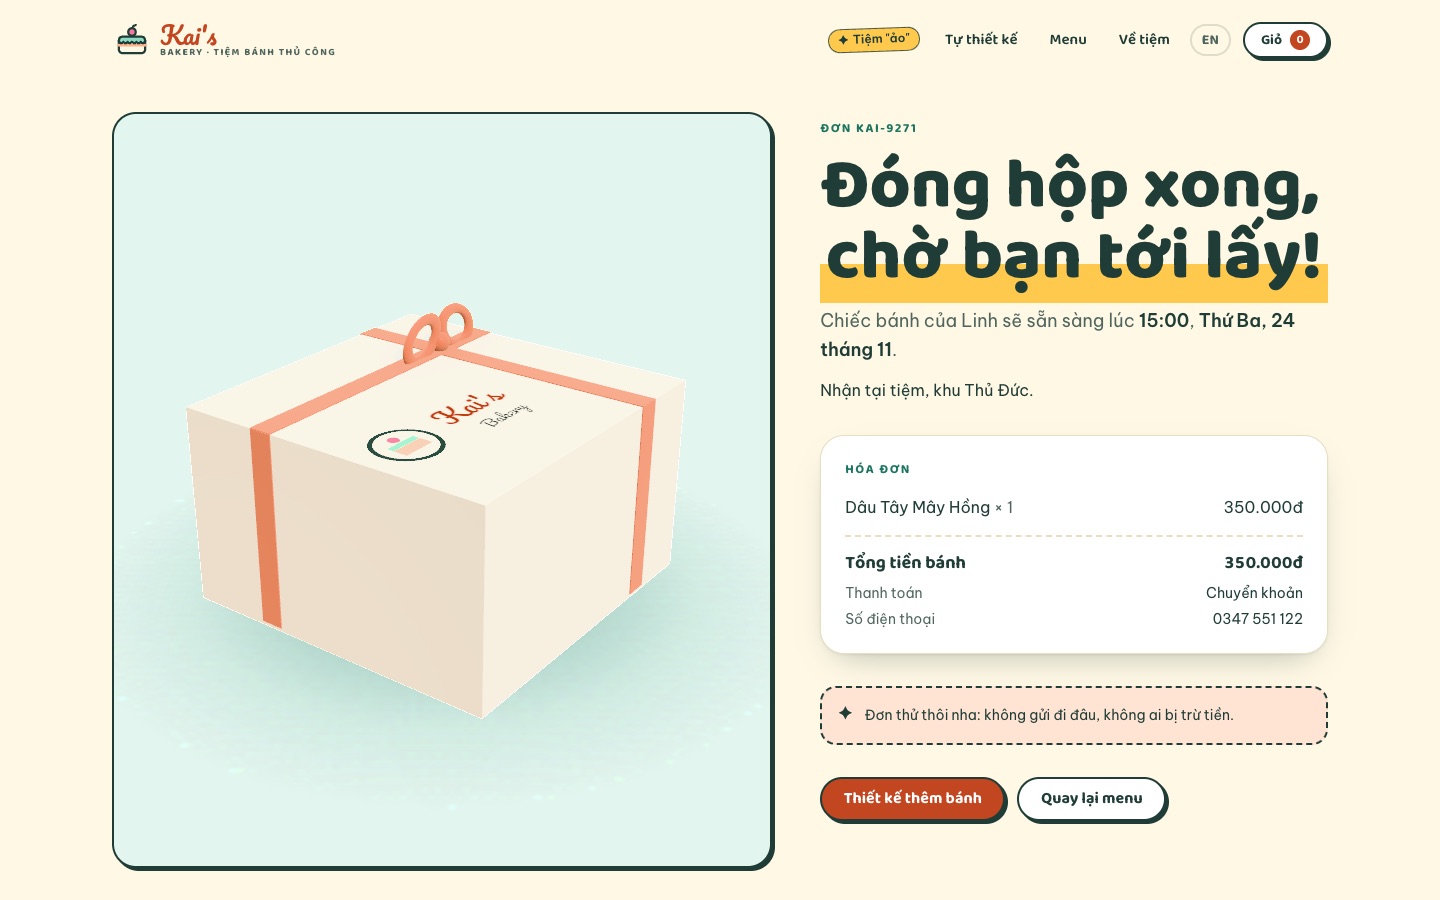 Kai's
BAKERY · TIỆM BÁNH THỦ CÔNG
✦ Tiệm "ảo"
Tự thiết kế
Menu
Về tiệm
EN
Giỏ 0
Kai's
Bakery
ĐƠN KAI-9271
Đóng hộp xong,
chờ bạn tới lấy!
Chiếc bánh của Linh sẽ sẵn sàng lúc 15:00, Thứ Ba, 24
tháng 11.
Nhận tại tiệm, khu Thủ Đức.
HÓA ĐƠN
Dâu Tây Mây Hồng × 1 350.000đ
Tổng tiền bánh 350.000đ
Thanh toán Chuyển khoản
Số điện thoại 0347 551 122
✦ Đơn thử thôi nha: không gửi đi đâu, không ai bị trừ tiền.
Thiết kế thêm bánh
Quay lại menu